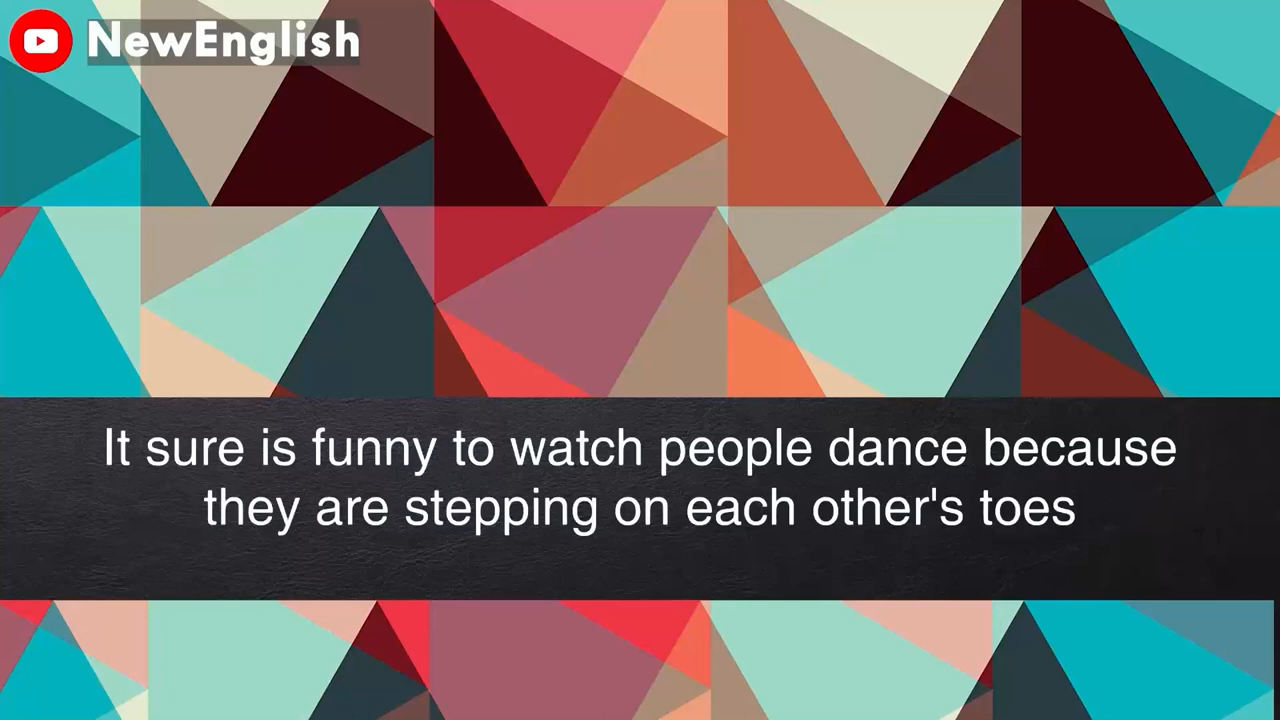 NewEnglish
It sure is funny to watch people dance because
they are stepping on each other's toes